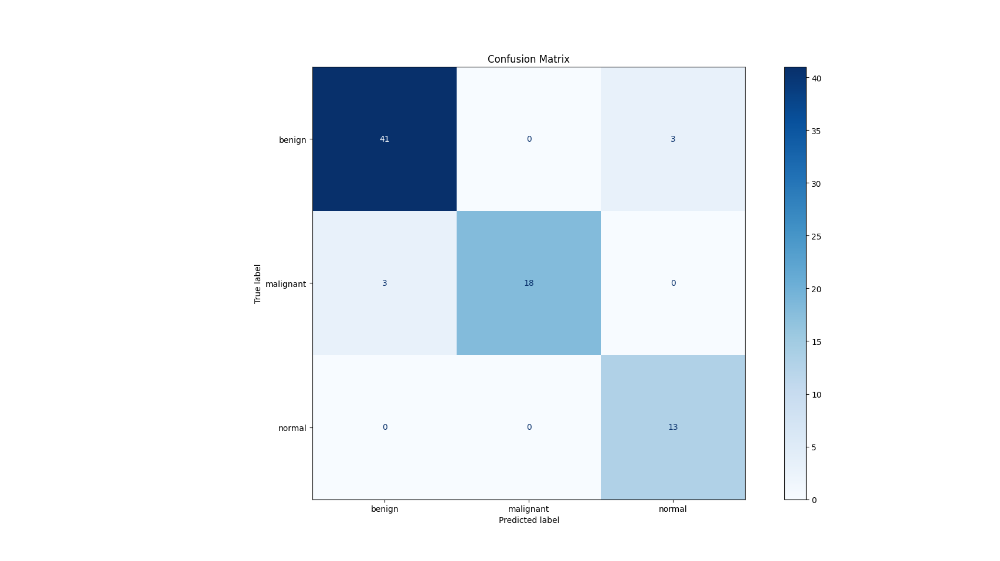 Confusion Matrix
True label
benign
malignant
normal
41 0 3
3 18 0
0 0 13
benign malignant normal
Predicted label
40
35
30
25
20
15
10
5
0